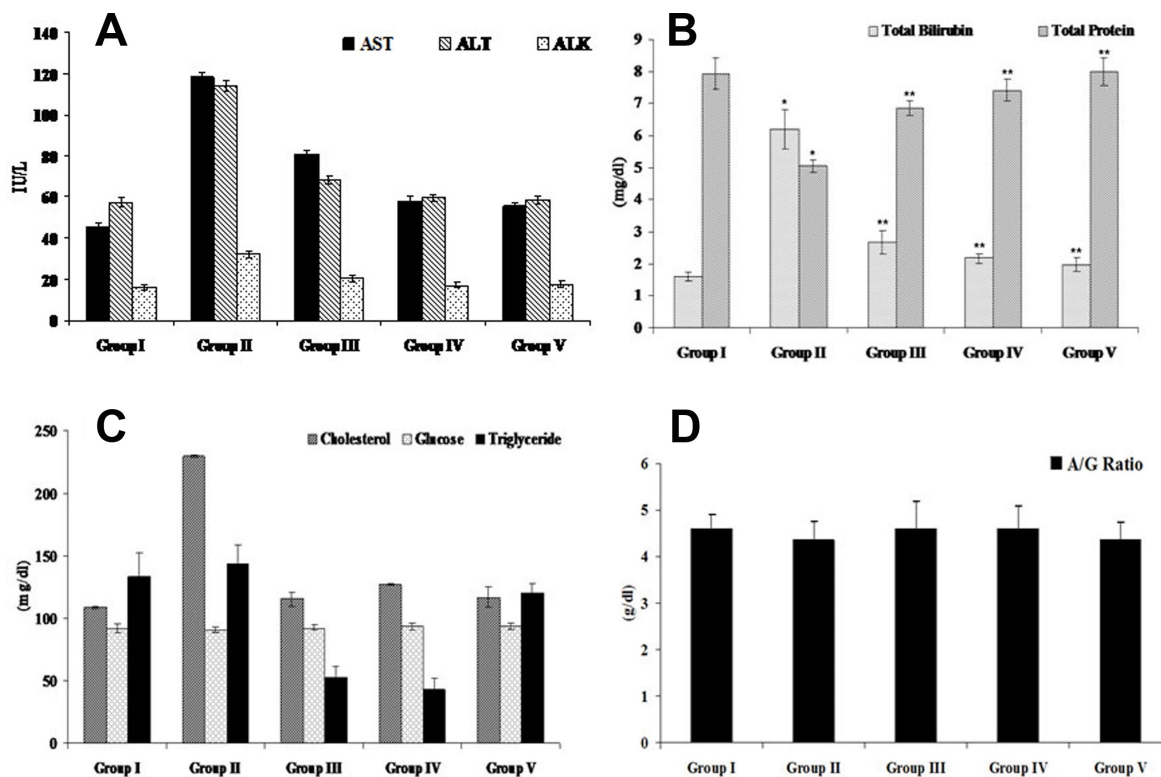 A
AST ALT ALK
140
120
100
80
60
40
20
0
IU/L
Group I Group II Group III Group IV Group V
B
Total Bilirubin Total Protein
9
8
7
6
5
4
3
2
1
0
(mg/dl)
* * ** ** ** ** ** **
Group I Group II Group III Group IV Group V
C
Cholesterol Glucose Triglyceride
250
200
150
100
50
0
(mg/dl)
Group I Group II Group III Group IV Group V
D
A/G Ratio
6
5
4
3
2
1
0
(g/dl)
Group I Group II Group III Group IV Group V